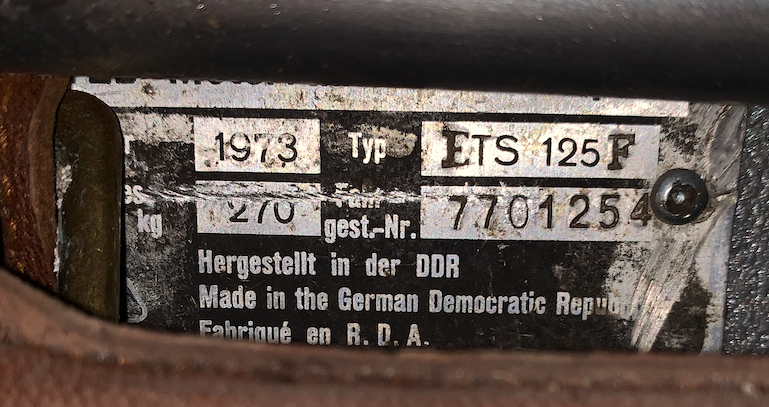 1973 Typ ETS 125 F
kg 270 gest.-Nr. 7701254
Hergestellt in der DDR
Made in the German Democratic
Fabriqué en R.D.A.